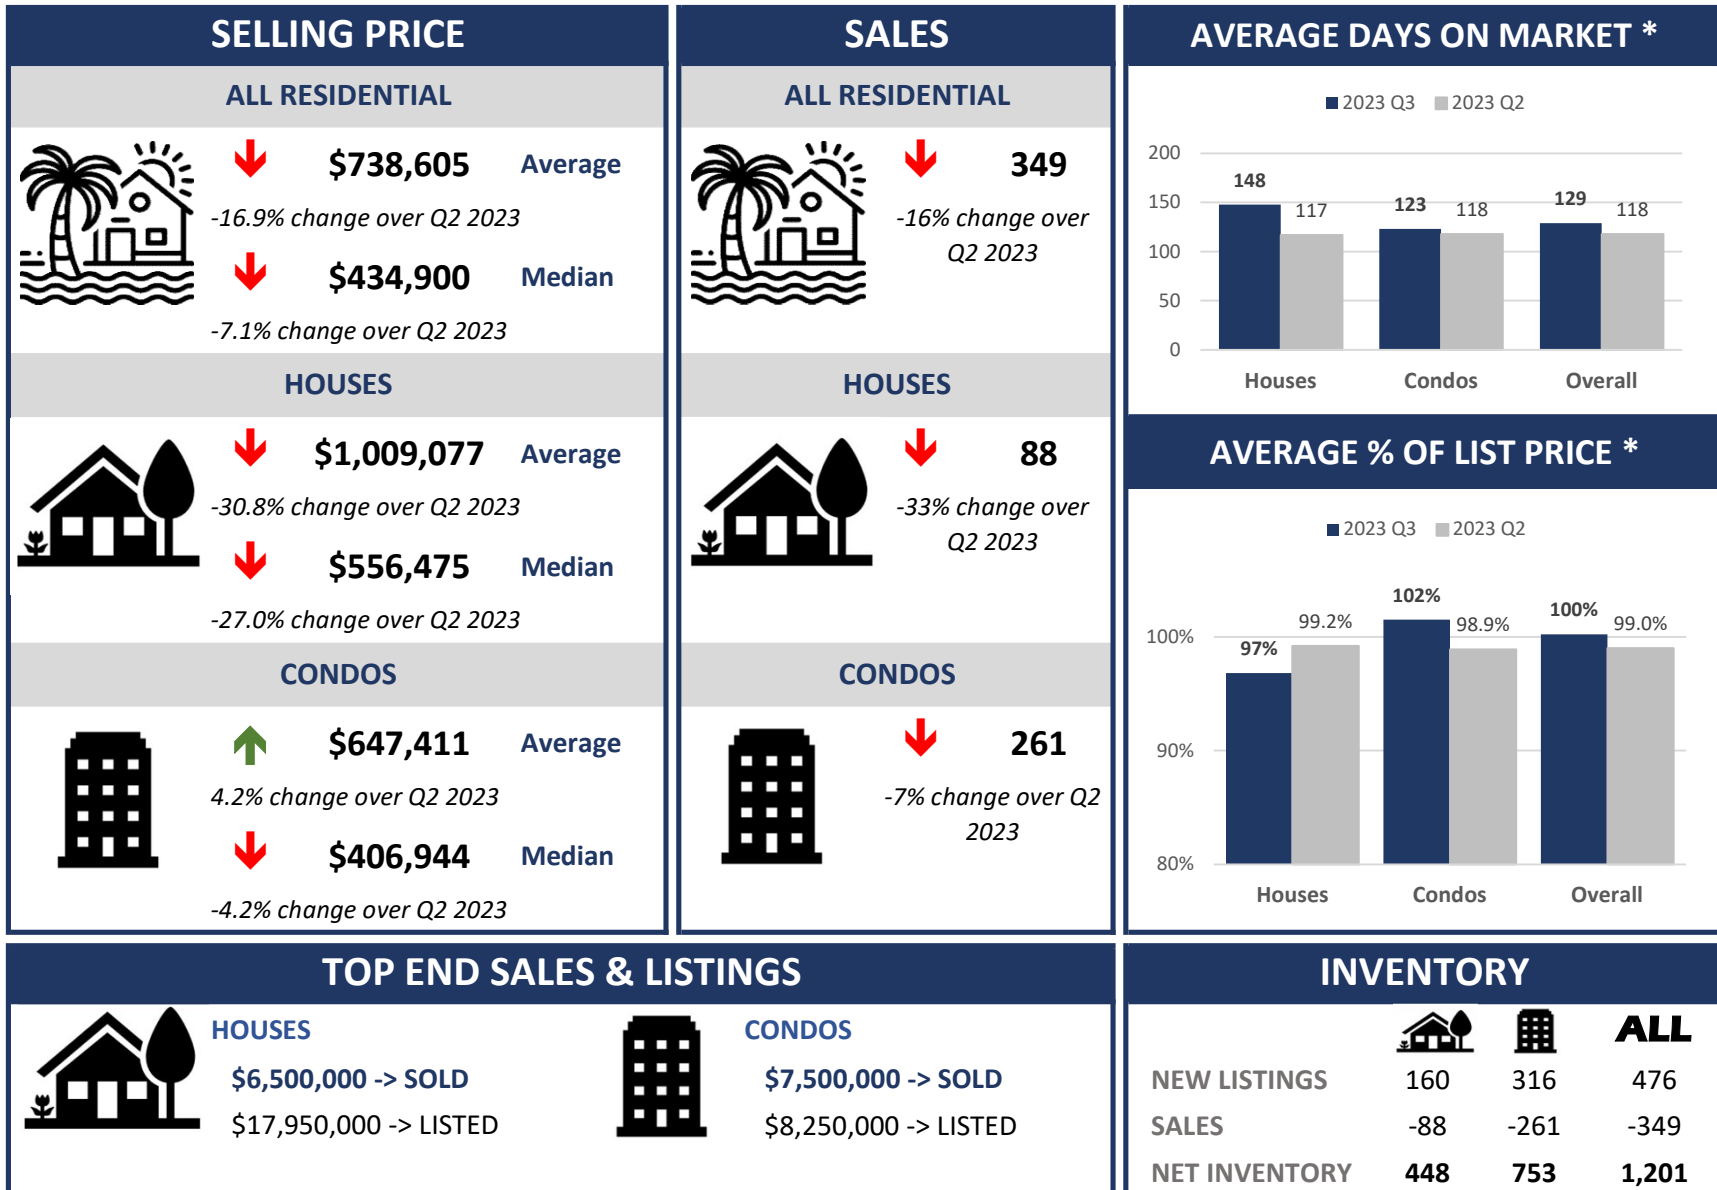 SELLING PRICE
ALL RESIDENTIAL
$738,605 Average
-16.9% change over Q2 2023
$434,900 Median
-7.1% change over Q2 2023
HOUSES
$1,009,077 Average
-30.8% change over Q2 2023
$556,475 Median
-27.0% change over Q2 2023
CONDOS
$647,411 Average
4.2% change over Q2 2023
$406,944 Median
-4.2% change over Q2 2023
SALES
ALL RESIDENTIAL
349
-16% change over
Q2 2023
HOUSES
88
-33% change over
Q2 2023
CONDOS
261
-7% change over Q2
2023
AVERAGE DAYS ON MARKET *
2023 Q3 2023 Q2
200
150
100
50
0
148 117 123 118 129 118
Houses Condos Overall
AVERAGE % OF LIST PRICE *
2023 Q3 2023 Q2
100%
90%
80%
97% 99.2% 102% 98.9% 100% 99.0%
Houses Condos Overall
TOP END SALES & LISTINGS
HOUSES
$6,500,000 -> SOLD
$17,950,000 -> LISTED
CONDOS
$7,500,000 -> SOLD
$8,250,000 -> LISTED
INVENTORY
ALL
NEW LISTINGS 160 316 476
SALES -88 -261 -349
NET INVENTORY 448 753 1,201